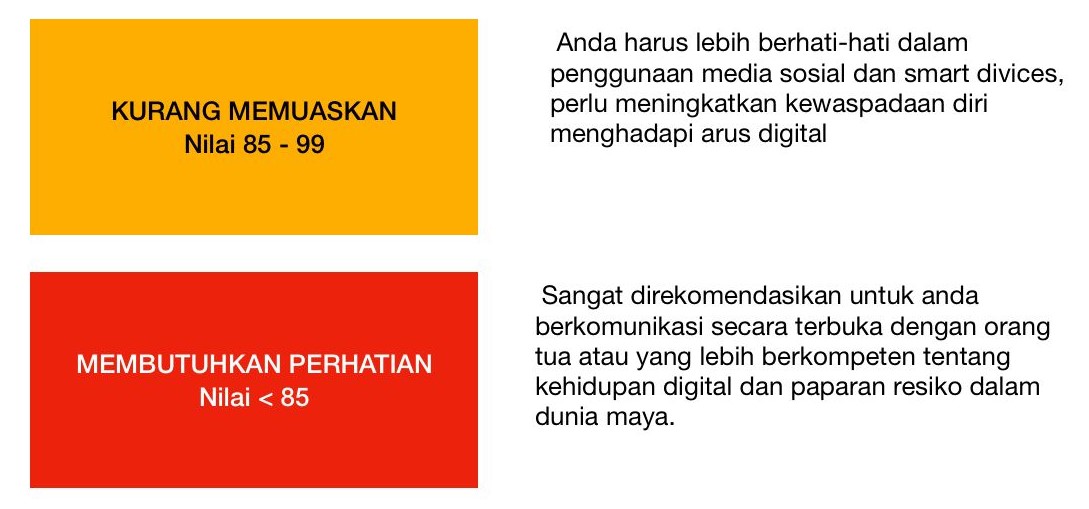 KURANG MEMUASKAN
Nilai 85 - 99
Anda harus lebih berhati-hati dalam
penggunaan media sosial dan smart divices,
perlu meningkatkan kewaspadaan diri
menghadapi arus digital
MEMBUTUHKAN PERHATIAN
Nilai < 85
Sangat direkomendasikan untuk anda
berkomunikasi secara terbuka dengan orang
tua atau yang lebih berkompeten tentang
kehidupan digital dan paparan resiko dalam
dunia maya.